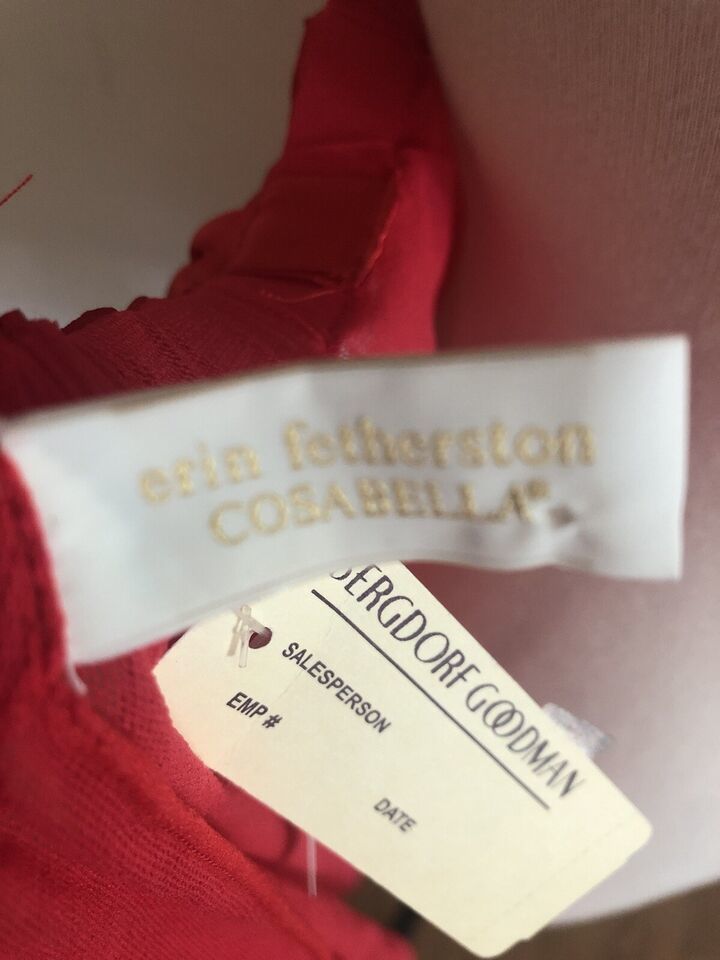 erin fetherston
COSABELLA®
BERGDORF GOODMAN
SALESPERSON
EMP #
DATE